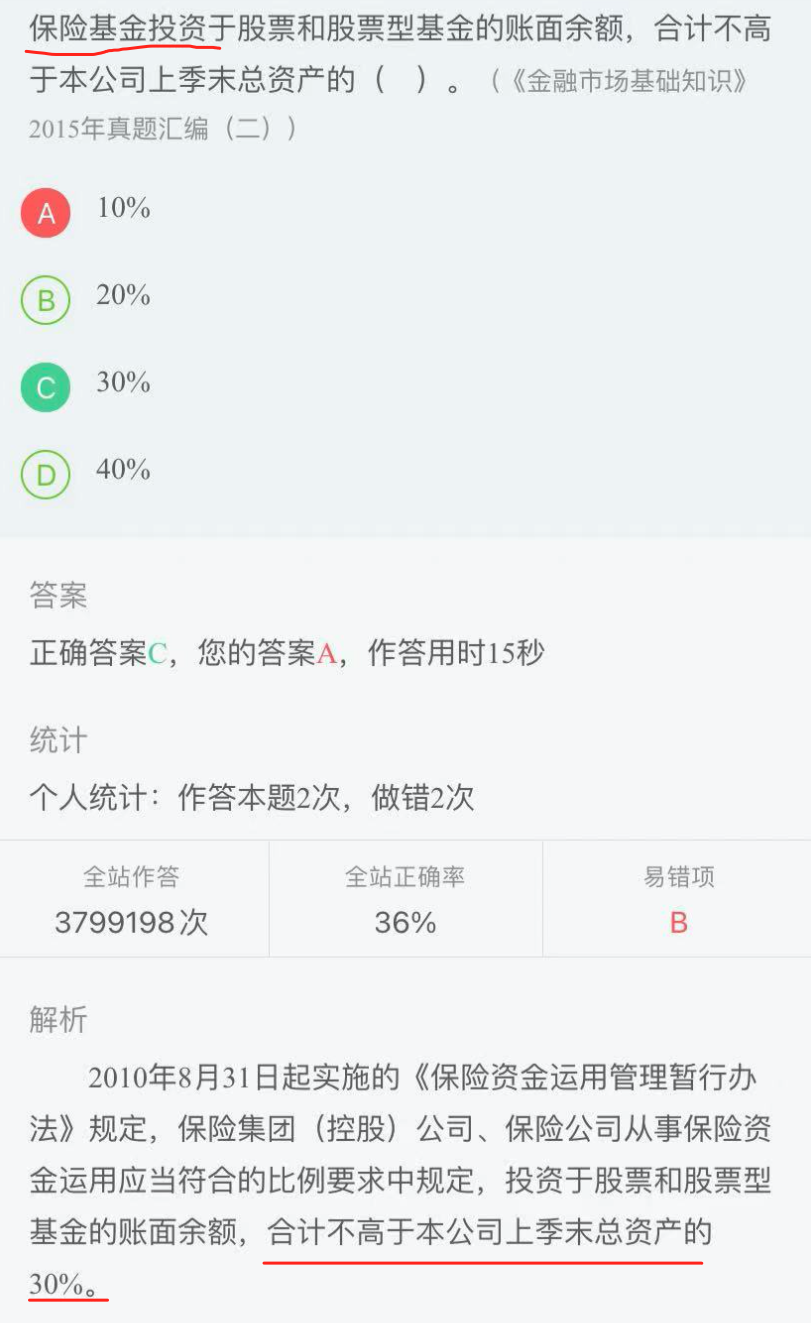 保险基金投资于股票和股票型基金的账面余额，合计不高
于本公司上季末总资产的（ ）。（《金融市场基础知识》
2015年真题汇编（二））
A 10%
B 20%
C 30%
D 40%
答案
正确答案C，您的答案A，作答用时15秒
统计
个人统计：作答本题2次，做错2次
全站作答 全站正确率 易错项
3799198次 36% B
解析
2010年8月31日起实施的《保险资金运用管理暂行办
法》规定，保险集团（控股）公司、保险公司从事保险资
金运用应当符合的比例要求中规定，投资于股票和股票型
基金的账面余额，合计不高于本公司上季末总资产的
30%。